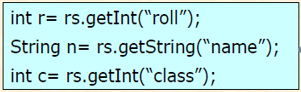 int r= rs.getInt(“roll”);
String n= rs.getString(“name”);
int c= rs.getInt(“class”);